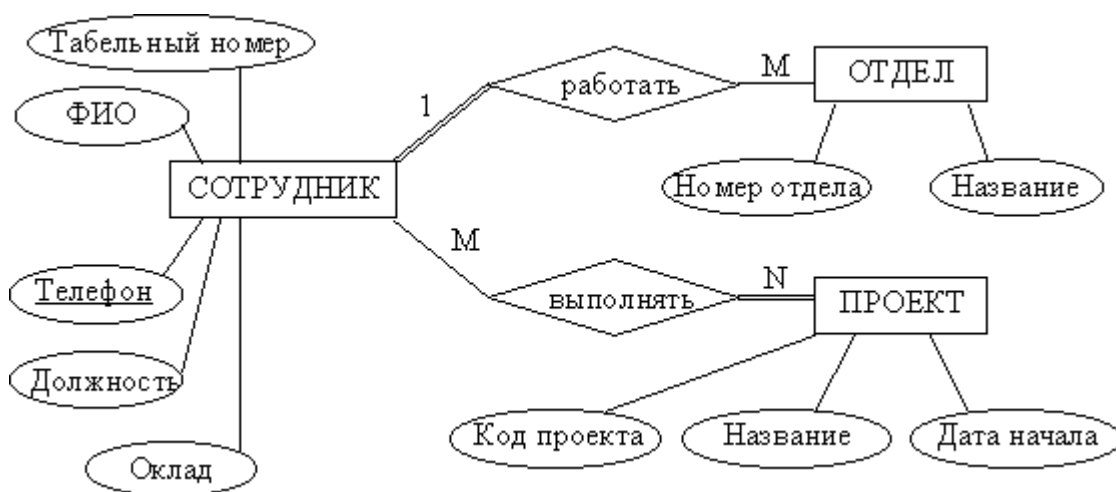 Табельный номер
ФИО
СОТРУДНИК
Телефон
Должность
Оклад
1
работать
M
ОТДЕЛ
Номер отдела
Название
M
выполнять
N
ПРОЕКТ
Код проекта
Название
Дата начала